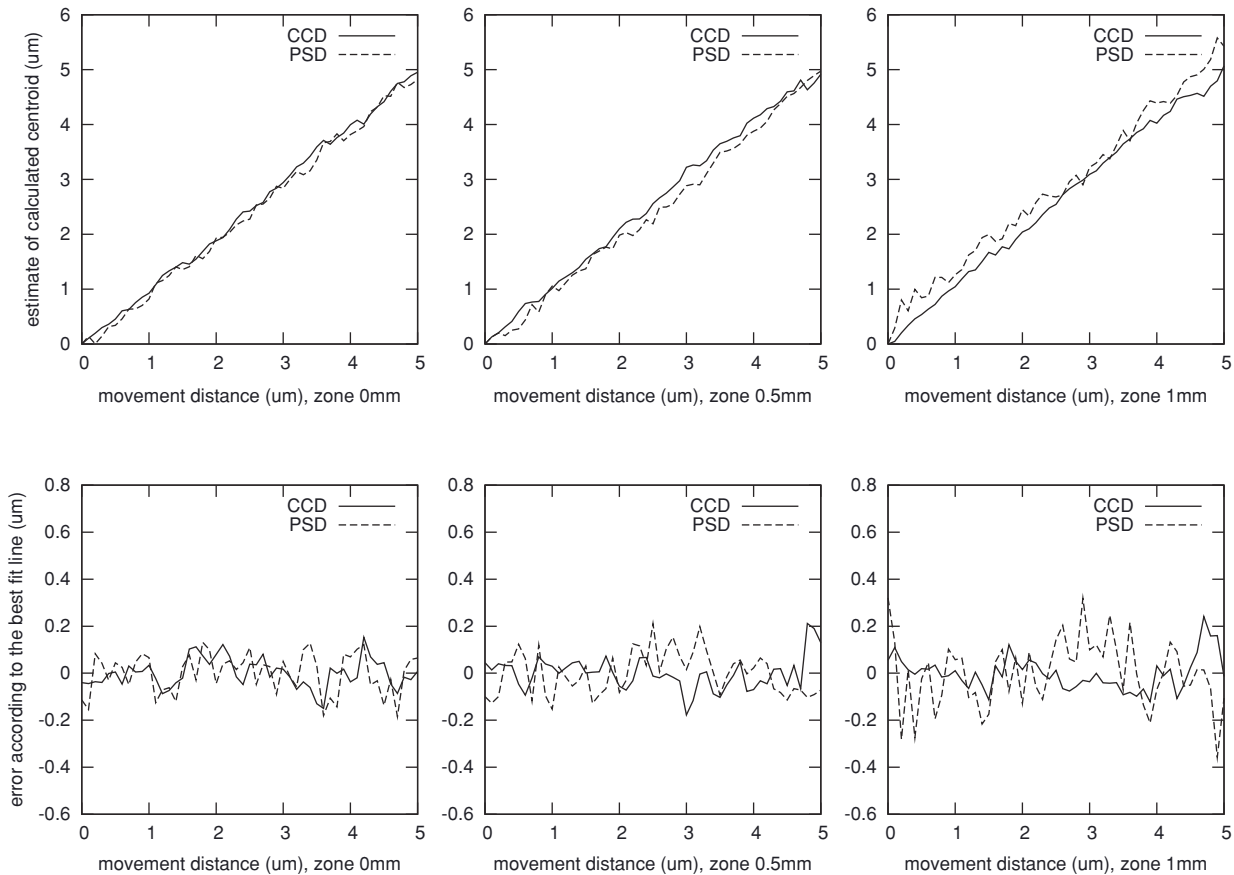 estimate of calculated centroid (um)
6
5
4
3
2
1
0
CCD
PSD
0 1 2 3 4 5
movement distance (um), zone 0mm
6
5
4
3
2
1
0
CCD
PSD
0 1 2 3 4 5
movement distance (um), zone 0.5mm
6
5
4
3
2
1
0
CCD
PSD
0 1 2 3 4 5
movement distance (um), zone 1mm
error according to the best fit line (um)
0.8
0.6
0.4
0.2
0
-0.2
-0.4
-0.6
CCD
PSD
0 1 2 3 4 5
movement distance (um), zone 0mm
0.8
0.6
0.4
0.2
0
-0.2
-0.4
-0.6
CCD
PSD
0 1 2 3 4 5
movement distance (um), zone 0.5mm
0.8
0.6
0.4
0.2
0
-0.2
-0.4
-0.6
CCD
PSD
0 1 2 3 4 5
movement distance (um), zone 1mm